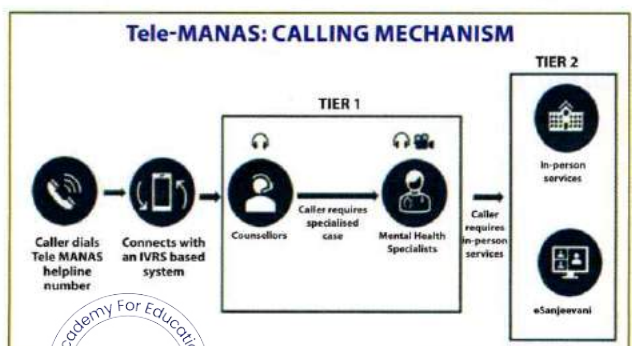 Tele-MANAS: CALLING MECHANISM
TIER 1
TIER 2
Caller dials
Tele MANAS
helpline
number
Connects with
an IVRS based
system
Counsellors
Caller requires
specialised
case
Mental Health
Specialists
Caller
requires
in-person
services
In-person
services
eSanjeevani
ademy For Educati